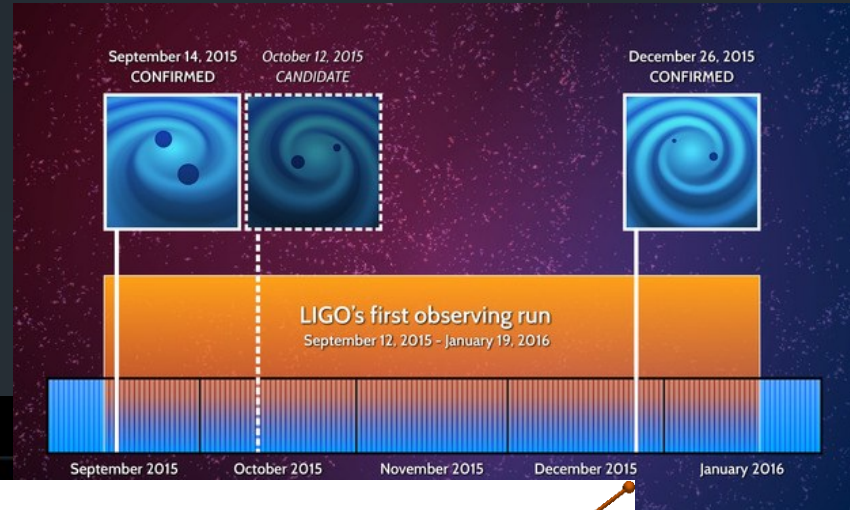 September 14, 2015
CONFIRMED
October 12, 2015
CANDIDATE
December 26, 2015
CONFIRMED
LIGO's first observing run
September 12, 2015 - January 19, 2016
September 2015
October 2015
November 2015
December 2015
January 2016